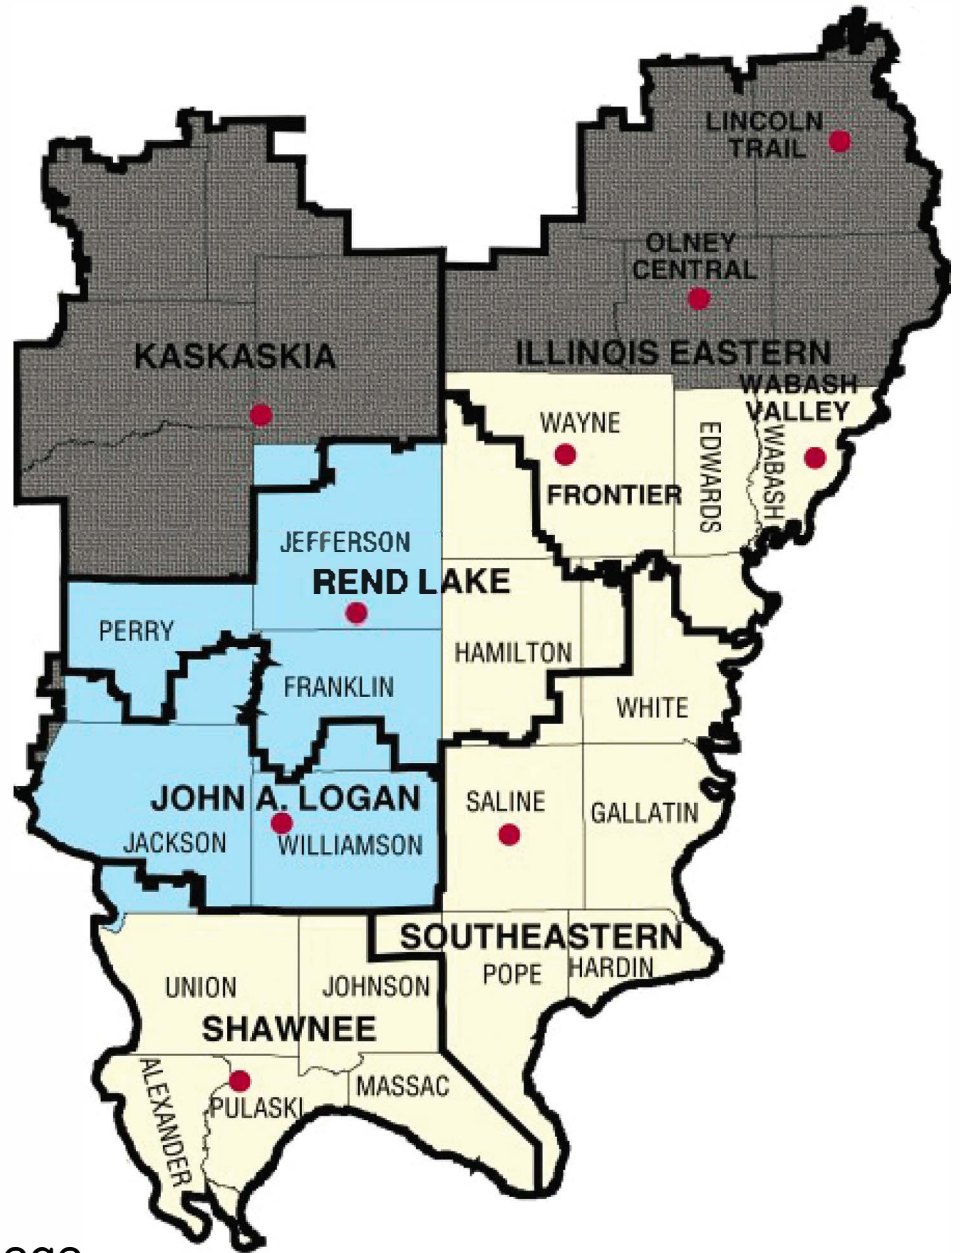 LINCOLN
TRAIL
OLNEY
CENTRAL
KASKASKIA
ILLINOIS EASTERN
WABASH
VALLEY
WAYNE
EDWARDS
WABASH
FRONTIER
JEFFERSON
REND LAKE
PERRY
HAMILTON
FRANKLIN
WHITE
JOHN A. LOGAN
SALINE
GALLATIN
JACKSON
WILLIAMSON
SOUTHEASTERN
POPE
HARDIN
UNION
JOHNSON
SHAWNEE
ALEXANDER
PULASKI
MASSAC